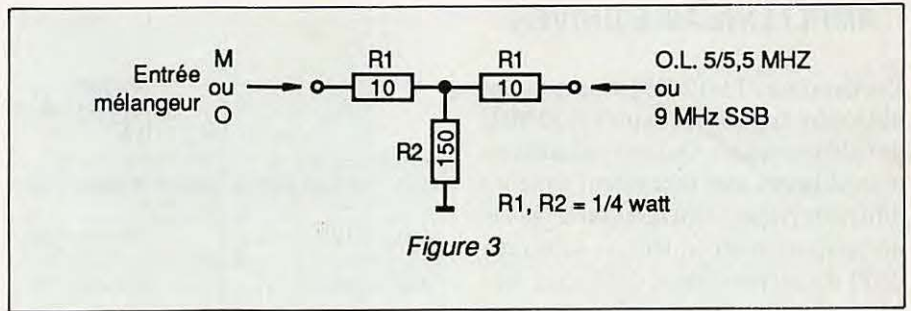 R1
R1
10
10
Entrée
mélangeur
M
ou
O
O.L. 5/5,5 MHZ
ou
9 MHz SSB
R2
150
R1, R2 = 1/4 watt
Figure 3